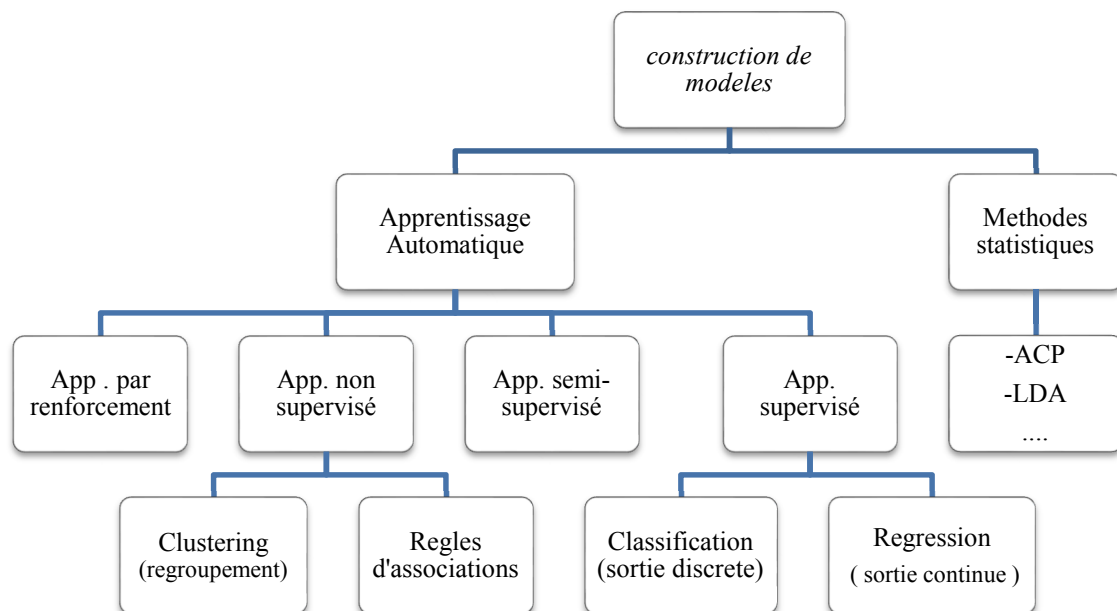 construction de
modeles
Apprentissage
Automatique
Methodes
statistiques
App . par
renforcement
App. non
supervisé
App. semi-
supervisé
App.
supervisé
-ACP
-LDA
....
Clustering
(regroupement)
Regles
d'associations
Classification
(sortie discrete)
Regression
( sortie continue )